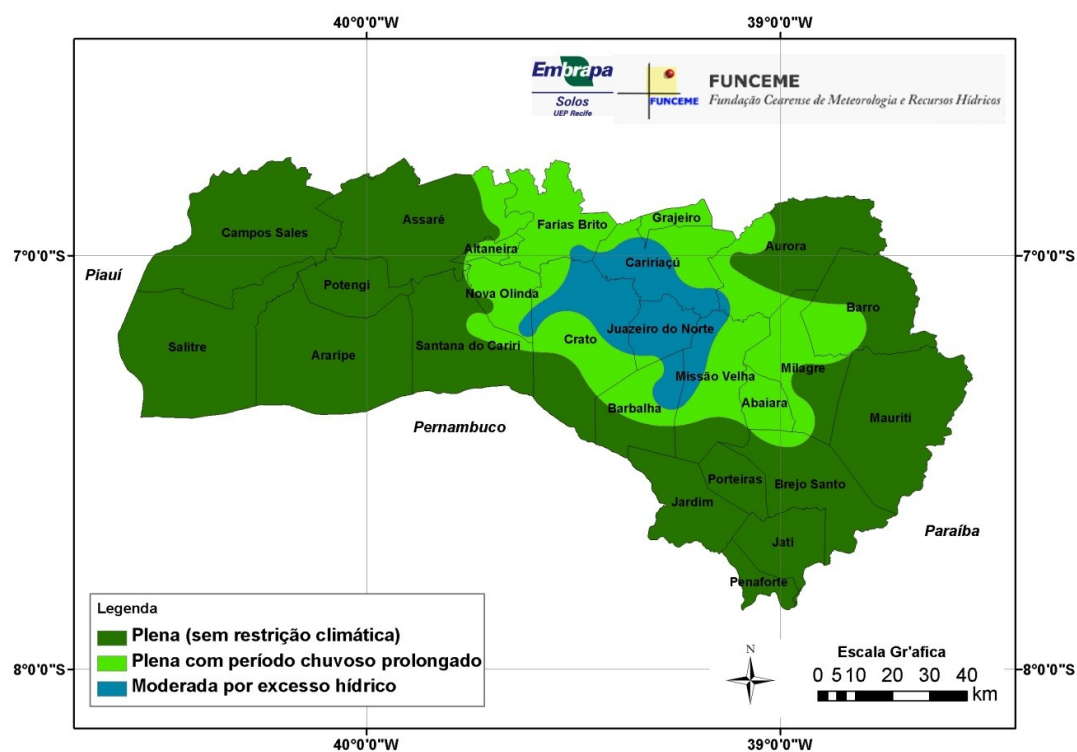 40°0'0"W
39°0'0"W
Embrapa
Solos
UEP Recife
FUNCEME
FUNCEME
Fundação Cearense de Meteorologia e Recursos Hídricos
Assaré
Farias Brito
Grajeiro
Campos Sales
Altaneira
Aurora
7°0'0"S
7°0'0"S
Piauí
Caririaçú
Potengi
Nova Olinda
Barro
Juazeiro do Norte
Salitre
Araripe
Santana do Cariri
Crato
Missão Velha
Milagre
Abaiara
Barbalha
Mauriti
Pernambuco
Porteiras
Brejo Santo
Jardim
Paraíba
Jati
Penaforte
Legenda
Plena (sem restrição climática)
Plena com período chuvoso prolongado
Moderada por excesso hídrico
N
Escala Gr'afica
0 5 10 20 30 40
km
8°0'0"S
8°0'0"S
40°0'0"W
39°0'0"W